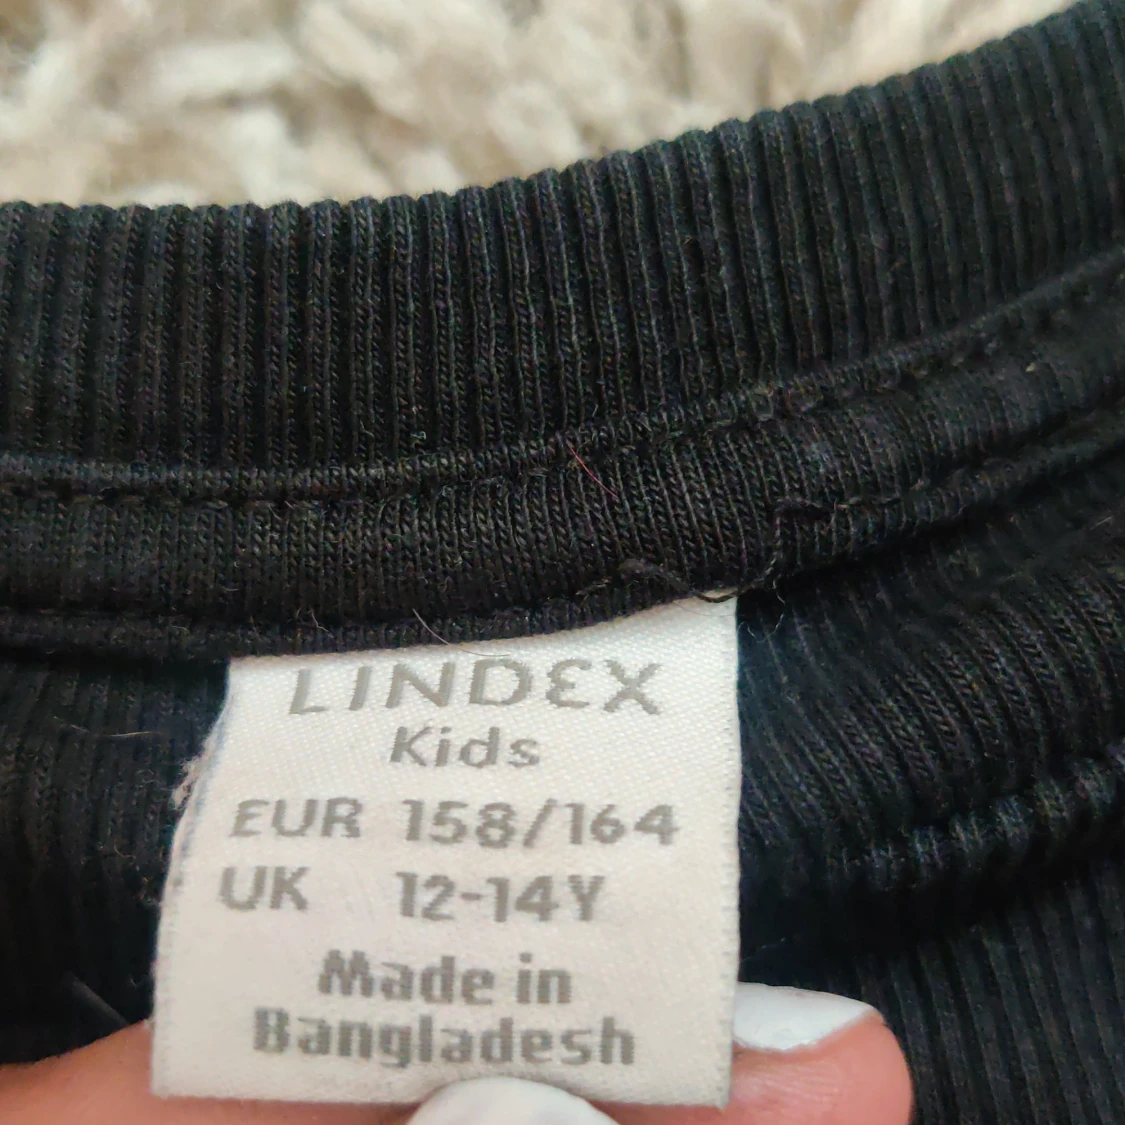 LINDEX
Kids
EUR 158/164
UK 12-14Y
Made in
Bangladesh